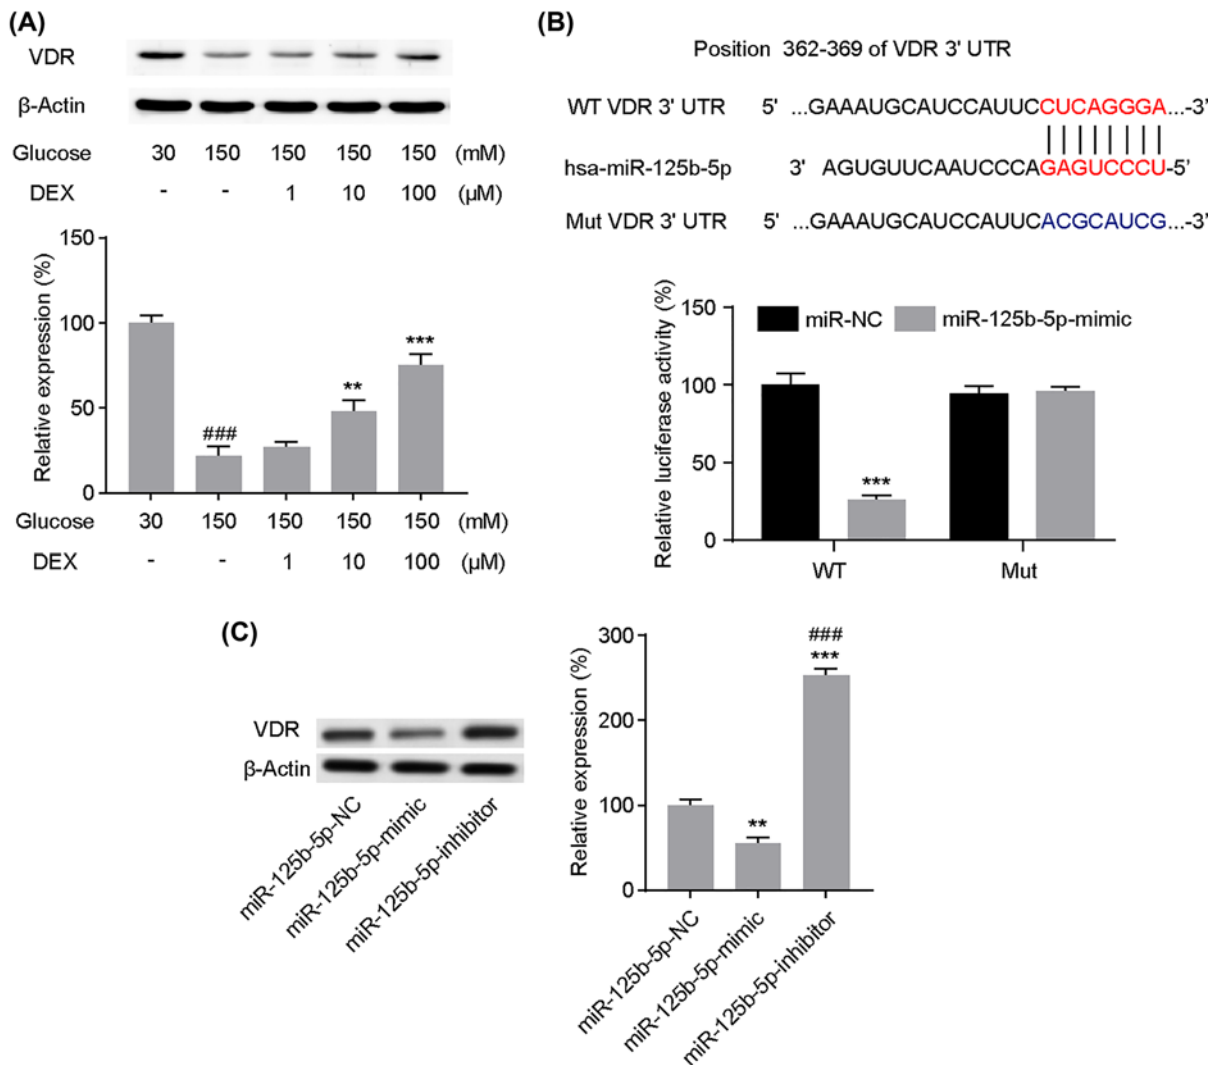 (A)
VDR
β-Actin
Glucose 30 150 150 150 150 (mM)
DEX - - 1 10 100 (µM)
Relative expression (%)
150
100
50
0
###
**
***
Glucose 30 150 150 150 150 (mM)
DEX - - 1 10 100 (µM)
(B)
Position 362-369 of VDR 3' UTR
WT VDR 3' UTR 5' ...GAAAUGCAUCCAUUCCUCAGGGA...-3'
hsa-miR-125b-5p 3' AGUGUUCAAUCCCAGAGUCCCU-5'
Mut VDR 3' UTR 5' ...GAAAUGCAUCCAUUCACGCAUCG...-3'
Relative luciferase activity (%)
150
100
50
0
miR-NC miR-125b-5p-mimic
***
WT Mut
(C)
VDR
β-Actin
miR-125b-5p-NC
miR-125b-5p-mimic
miR-125b-5p-inhibitor
Relative expression (%)
300
200
100
0
**
###
***
miR-125b-5p-NC
miR-125b-5p-mimic
miR-125b-5p-inhibitor